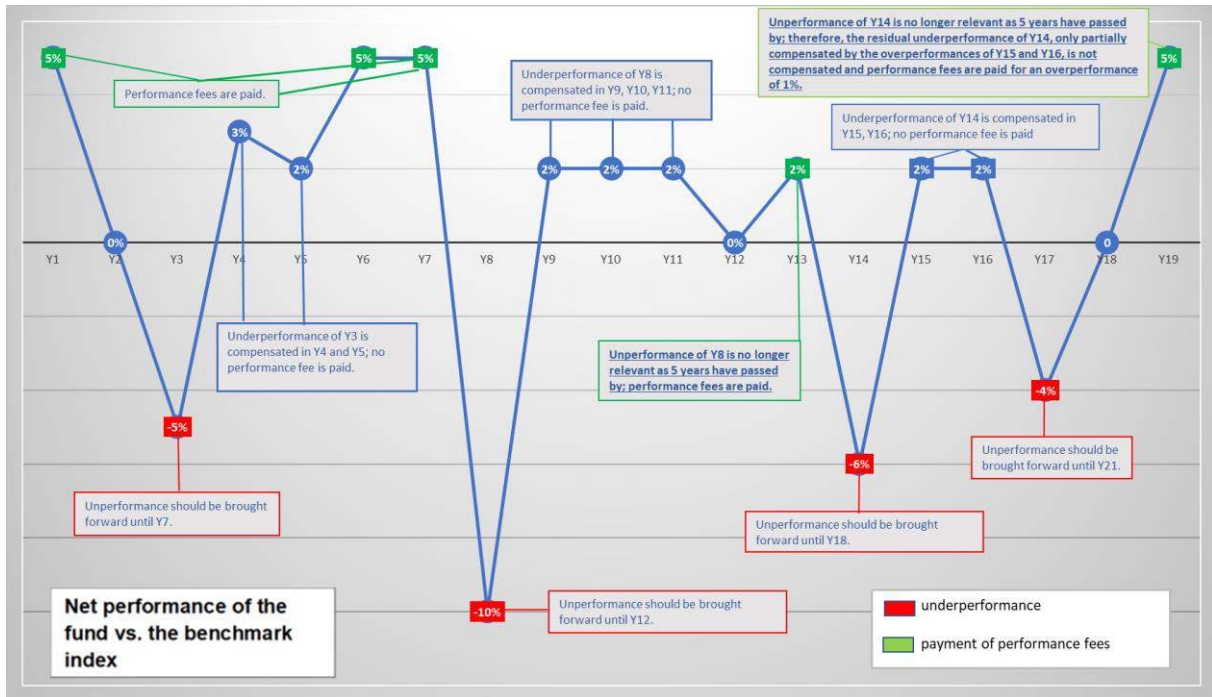 Unperformance of Y14 is no longer relevant as 5 years have passed
by; therefore, the residual underperformance of Y14, only partially
compensated by the overperformances of Y15 and Y16, is not
compensated and performance fees are paid for an overperformance
of 1%.
5%
5%
5%
5%
Performance fees are paid.
Underperformance of Y8 is
compensated in Y9, Y10, Y11; no
performance fee is paid.
Underperformance of Y14 is compensated in
Y15, Y16; no performance fee is paid
3%
2%
2%
2%
2%
2%
2%
2%
0%
0%
0
Y1
Y2
Y3
Y4
Y5
Y6
Y7
Y8
Y9
Y10
Y11
Y12
Y13
Y14
Y15
Y16
Y17
Y18
Y19
Underperformance of Y3 is
compensated in Y4 and Y5; no
performance fee is paid.
Unperformance of Y8 is no longer
relevant as 5 years have passed
by; performance fees are paid.
-4%
-5%
-6%
Unperformance should be
brought forward until Y21.
Unperformance should be brought
forward until Y7.
Unperformance should be brought
forward until Y18.
-10%
Unperformance should be brought
forward until Y12.
Net performance of the
fund vs. the benchmark
index
underperformance
payment of performance fees